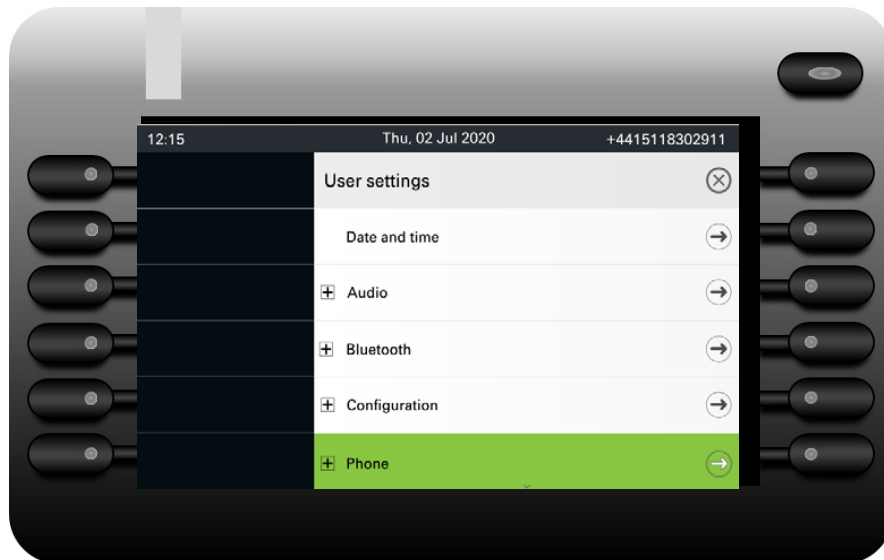 12:15 Thu, 02 Jul 2020 +4415118302911
User settings
Date and time
Audio
Bluetooth
Configuration
Phone